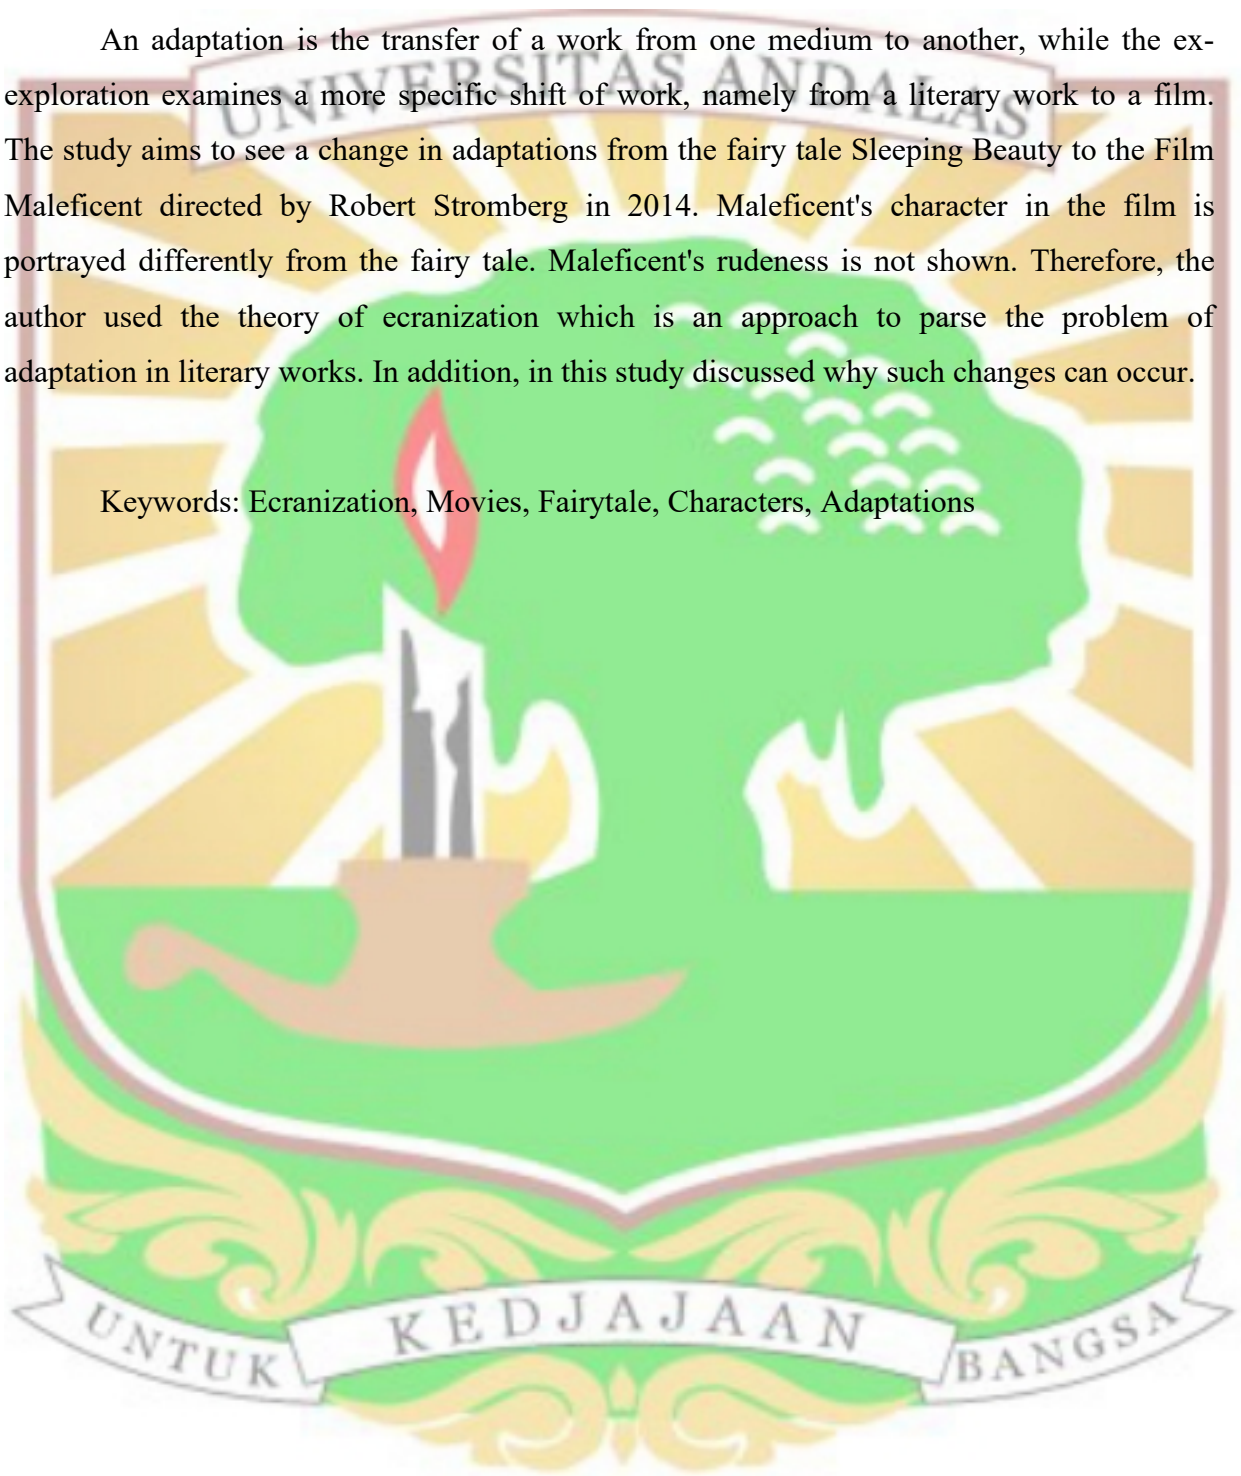 An adaptation is the transfer of a work from one medium to another, while the ex-
UNIVERSITAS ANDALAS
exploration examines a more specific shift of work, namely from a literary work to a film.
The study aims to see a change in adaptations from the fairy tale Sleeping Beauty to the Film
Maleficent directed by Robert Stromberg in 2014. Maleficent's character in the film is
portrayed differently from the fairy tale. Maleficent's rudeness is not shown. Therefore, the
author used the theory of ecranization which is an approach to parse the problem of
adaptation in literary works. In addition, in this study discussed why such changes can occur.
Keywords: Ecranization, Movies, Fairytale, Characters, Adaptations
UNTUK KEDJAJAAN BANGSA